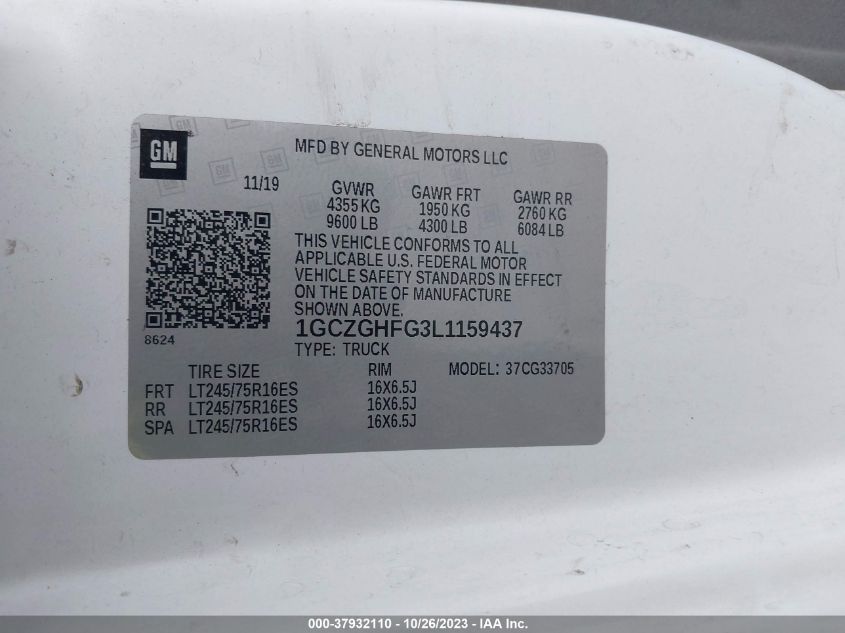 GM
MFD BY GENERAL MOTORS LLC
11/19
GVWR GAWR FRT GAWR RR
4355 KG 1950 KG 2760 KG
9600 LB 4300 LB 6084 LB
THIS VEHICLE CONFORMS TO ALL
APPLICABLE U.S. FEDERAL MOTOR
VEHICLE SAFETY STANDARDS IN EFFECT
ON THE DATE OF MANUFACTURE
SHOWN ABOVE.
1GCZGHFG3L1159437
8624
TYPE: TRUCK
TIRE SIZE RIM MODEL: 37CG33705
FRT LT245/75R16ES 16X6.5J
RR LT245/75R16ES 16X6.5J
SPA LT245/75R16ES 16X6.5J
000-37932110 - 10/26/2023 - IAA Inc.